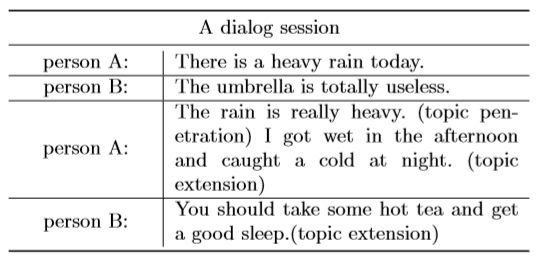 A dialog session
person A: There is a heavy rain today.
person B: The umbrella is totally useless.
person A: The rain is really heavy. (topic pen-
etration) I got wet in the afternoon
and caught a cold at night. (topic
extension)
person B: You should take some hot tea and get
a good sleep.(topic extension)